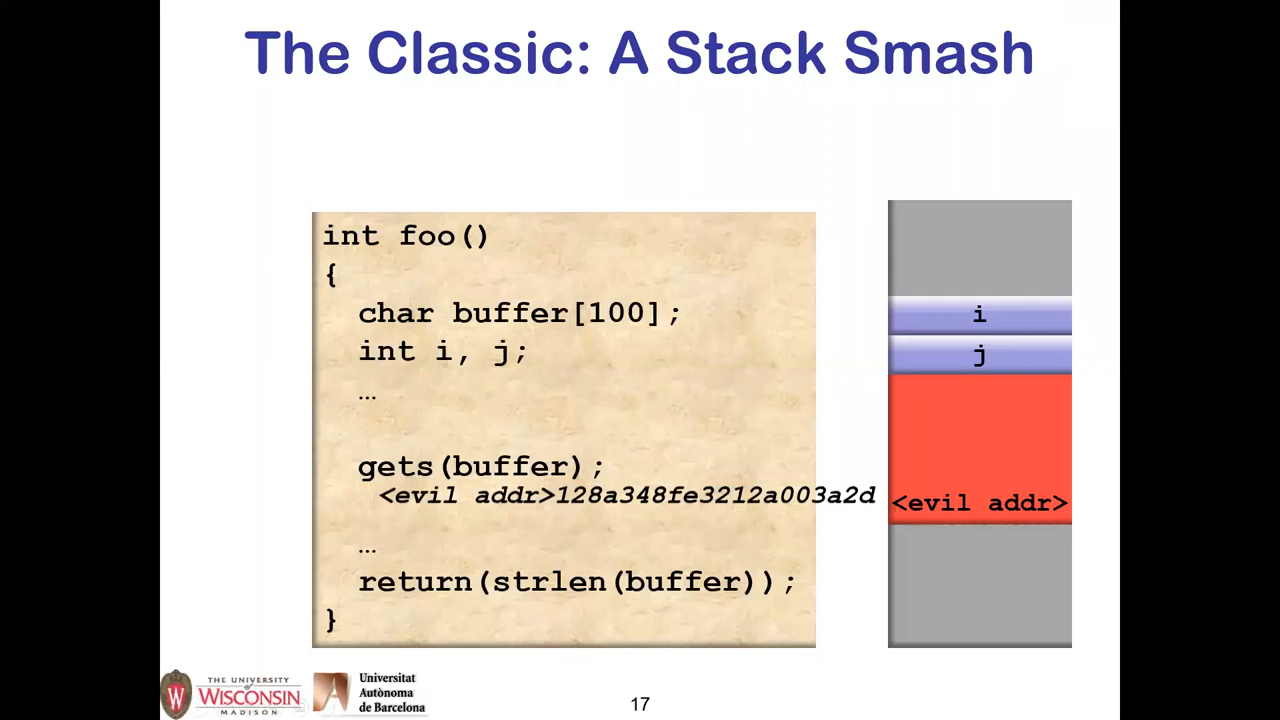 The Classic: A Stack Smash
int foo()
{
char buffer[100];
int i, j;
…
gets(buffer);
<evil addr>128a348fe3212a003a2d
…
return(strlen(buffer));
}
i
j
<evil addr>
THE UNIVERSITY
of
WISCONSIN
MADISON
Universitat
Autònoma
de Barcelona
17